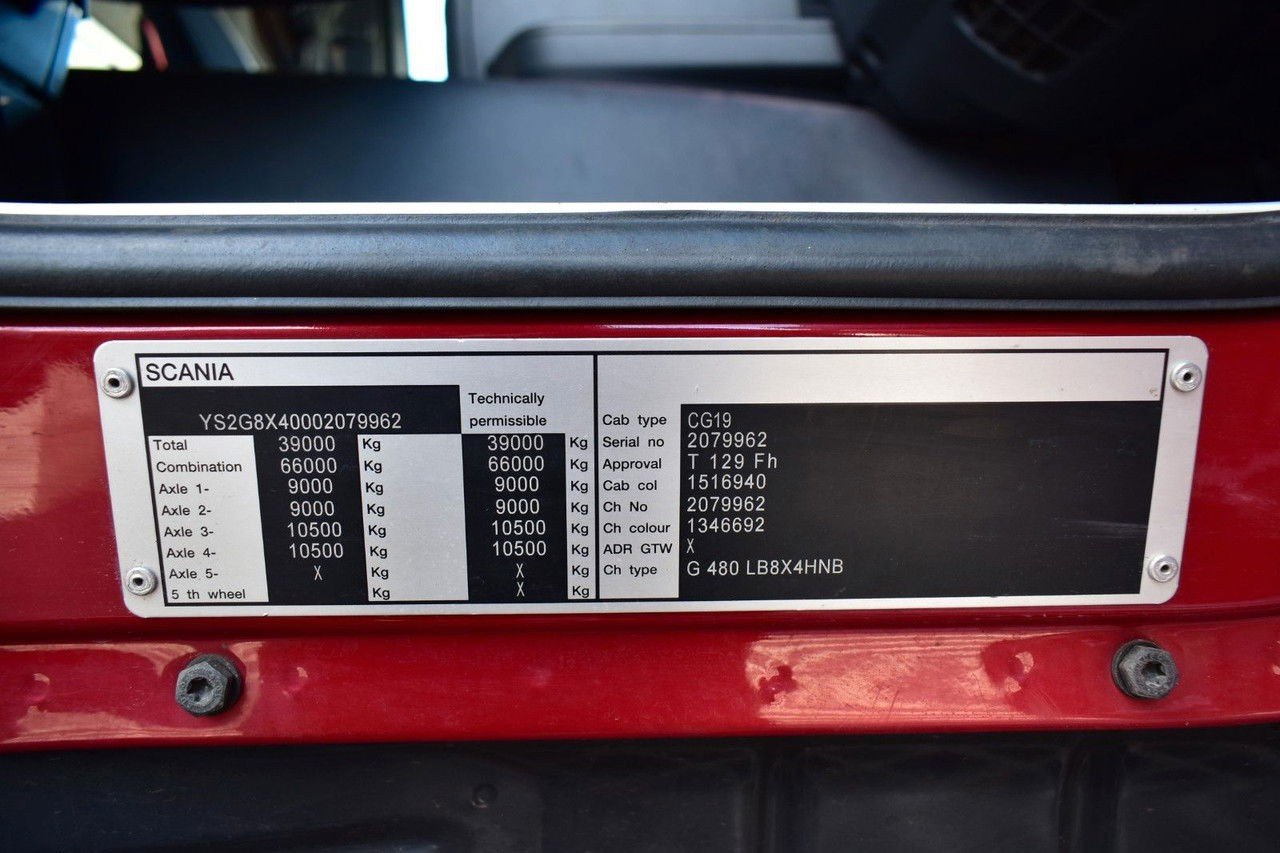 SCANIA
YS2G8X40002079962
Technically
permissible
Total 39000 Kg 39000 Kg
Combination 66000 Kg 66000 Kg
Axle 1- 9000 Kg 9000 Kg
Axle 2- 9000 Kg 9000 Kg
Axle 3- 10500 Kg 10500 Kg
Axle 4- 10500 Kg 10500 Kg
Axle 5- X Kg X Kg
5 th wheel Kg X Kg
Cab type CG19
Serial no 2079962
Approval T 129 Fh
Cab col 1516940
Ch No 2079962
Ch colour 1346692
ADR GTW X
Ch type G 480 LB8X4HNB